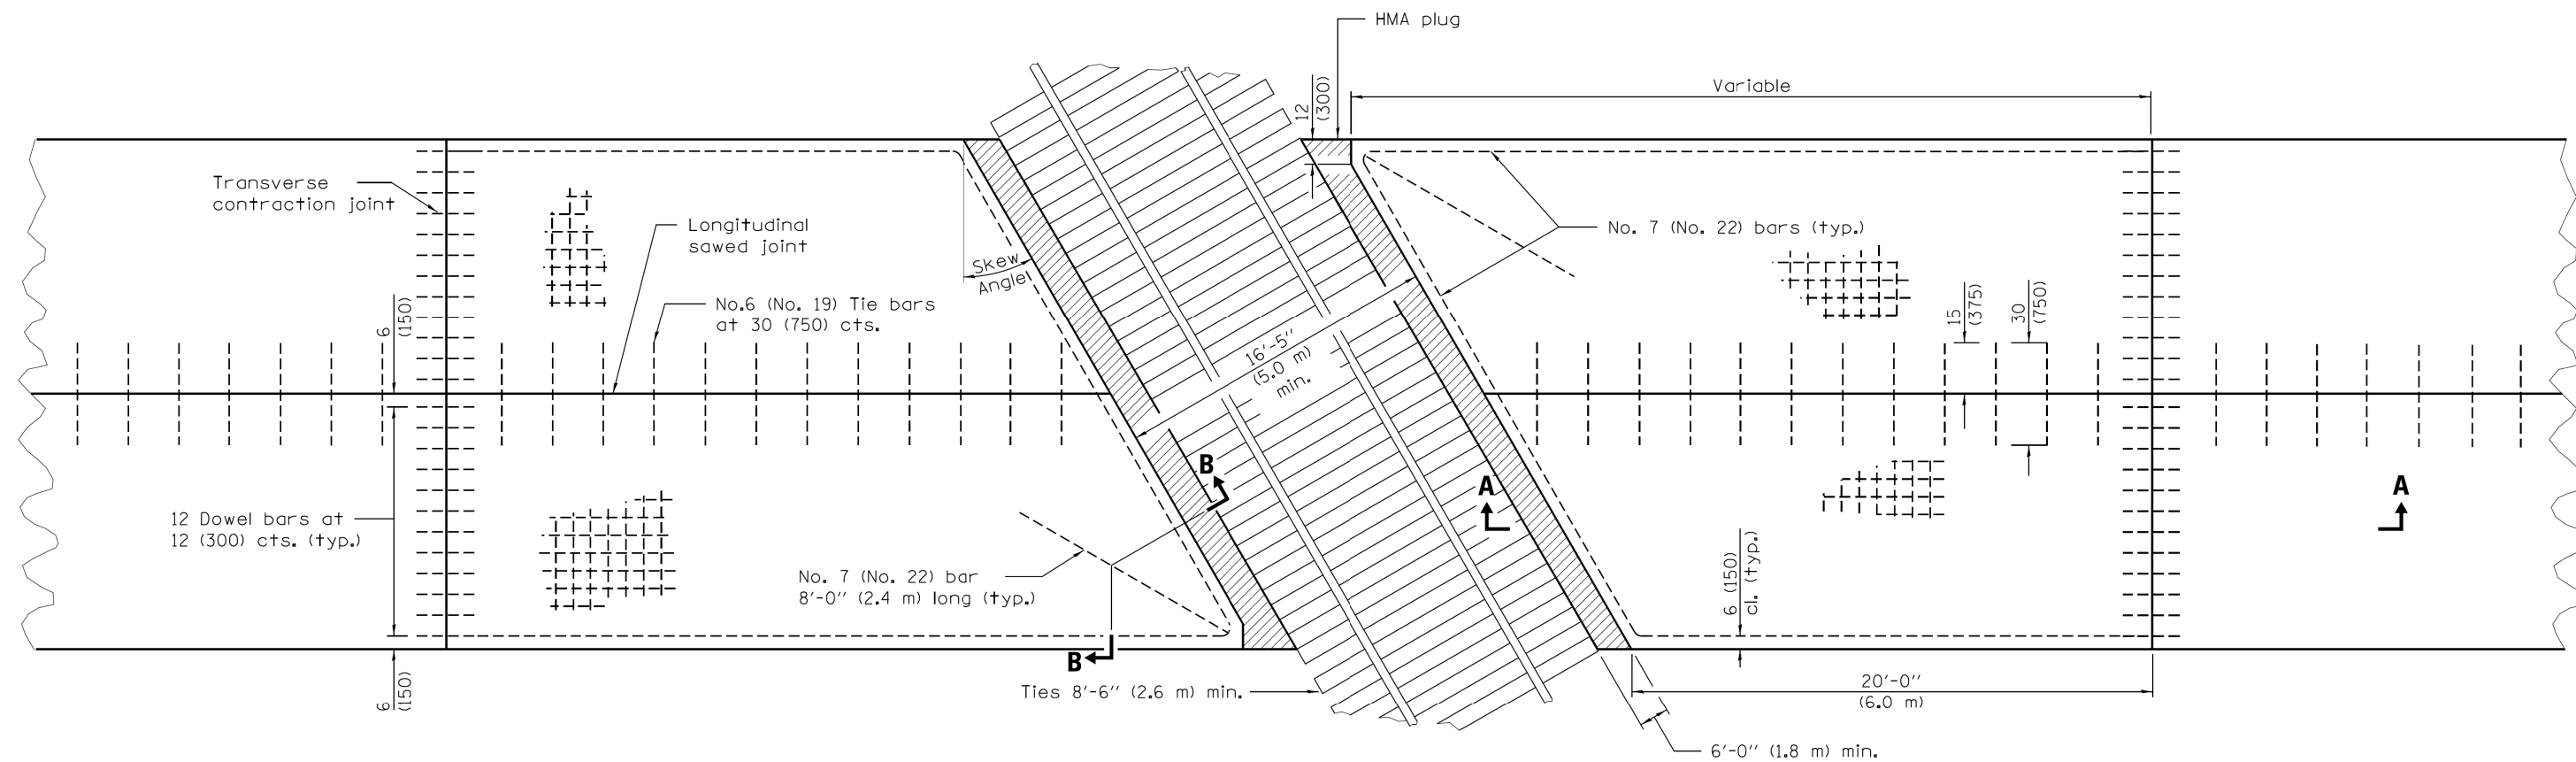 HMA plug
Variable
12
(300)
Transverse
contraction joint
Longitudinal
sawed joint
No. 7 (No. 22) bars (typ.)
Skew
Angle
No.6 (No. 19) Tie bars
at 30 (750) cts.
6
(150)
15
(375)
30
(750)
16'-5"
(5.0 m)
min.
B
A
A
12 Dowel bars at
12 (300) cts. (typ.)
No. 7 (No. 22) bar
8'-0" (2.4 m) long (typ.)
6 (150)
cl. (typ.)
B
Ties 8'-6" (2.6 m) min.
20'-0"
(6.0 m)
6
(150)
6'-0" (1.8 m) min.